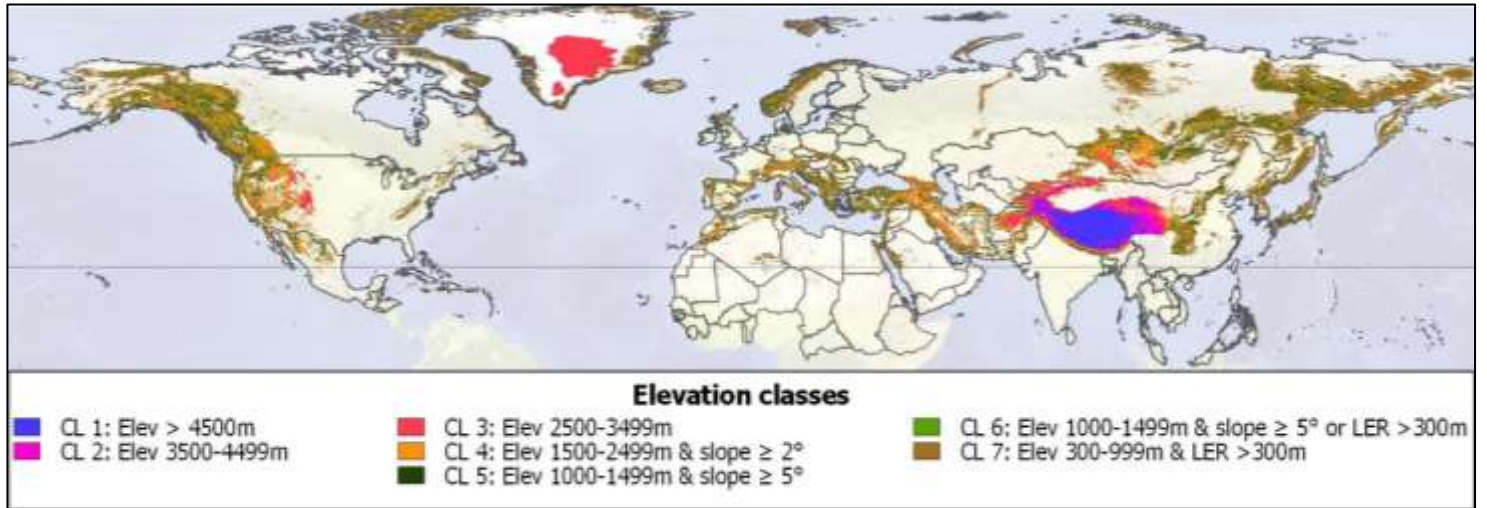 Elevation classes
CL 1: Elev > 4500m
CL 2: Elev 3500-4499m
CL 3: Elev 2500-3499m
CL 4: Elev 1500-2499m & slope ≥ 2°
CL 5: Elev 1000-1499m & slope ≥ 5°
CL 6: Elev 1000-1499m & slope ≥ 5° or LER >300m
CL 7: Elev 300-999m & LER >300m